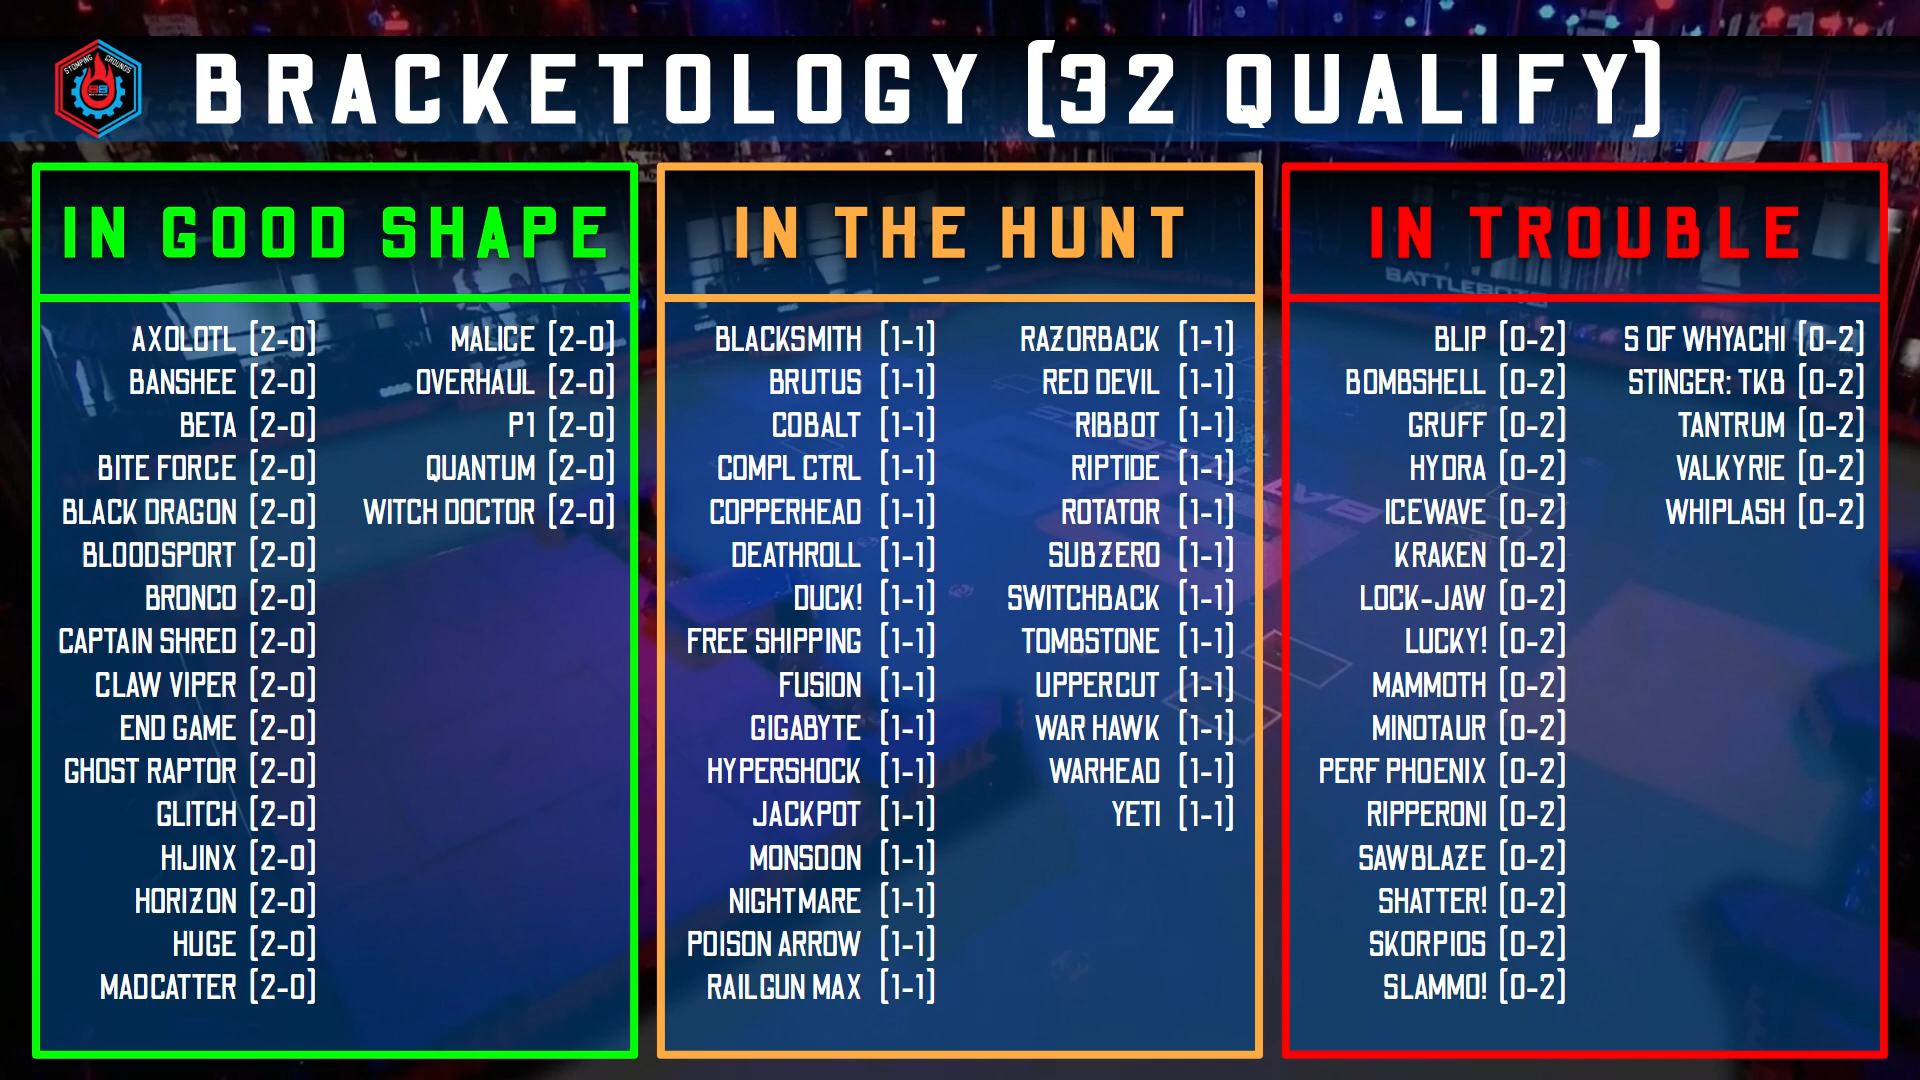 STOMPING GROUNDS
BRACKETOLOGY (32 QUALIFY)
IN GOOD SHAPE
AXOLOTL (2-0)
BANSHEE (2-0)
BETA (2-0)
BITE FORCE (2-0)
BLACK DRAGON (2-0)
BLOODSPORT (2-0)
BRONCO (2-0)
CAPTAIN SHRED (2-0)
CLAW VIPER (2-0)
END GAME (2-0)
GHOST RAPTOR (2-0)
GLITCH (2-0)
HIJINX (2-0)
HORIZON (2-0)
HUGE (2-0)
MADCATTER (2-0)
MALICE (2-0)
OVERHAUL (2-0)
P1 (2-0)
QUANTUM (2-0)
WITCH DOCTOR (2-0)
IN THE HUNT
BLACKSMITH (1-1)
BRUTUS (1-1)
COBALT (1-1)
COMPL CTRL (1-1)
COPPERHEAD (1-1)
DEATHROLL (1-1)
DUCK! (1-1)
FREE SHIPPING (1-1)
FUSION (1-1)
GIGABYTE (1-1)
HYPERSHOCK (1-1)
JACKPOT (1-1)
MONSOON (1-1)
NIGHTMARE (1-1)
POISON ARROW (1-1)
RAILGUN MAX (1-1)
RAZORBACK (1-1)
RED DEVIL (1-1)
RIBBOT (1-1)
RIPTIDE (1-1)
ROTATOR (1-1)
SUBZERO (1-1)
SWITCHBACK (1-1)
TOMBSTONE (1-1)
UPPERCUT (1-1)
WAR HAWK (1-1)
WARHEAD (1-1)
YETI (1-1)
IN TROUBLE
BATTLEBOTS
BLIP (0-2)
BOMBSHELL (0-2)
GRUFF (0-2)
HYDRA (0-2)
ICEWAVE (0-2)
KRAKEN (0-2)
LOCK-JAW (0-2)
LUCKY! (0-2)
MAMMOTH (0-2)
MINOTAUR (0-2)
PERF PHOENIX (0-2)
RIPPERONI (0-2)
SAWBLAZE (0-2)
SHATTER! (0-2)
SKORPIOS (0-2)
SLAMMO! (0-2)
S OF WHYACHI (0-2)
STINGER: TKB (0-2)
TANTRUM (0-2)
VALKYRIE (0-2)
WHIPLASH (0-2)